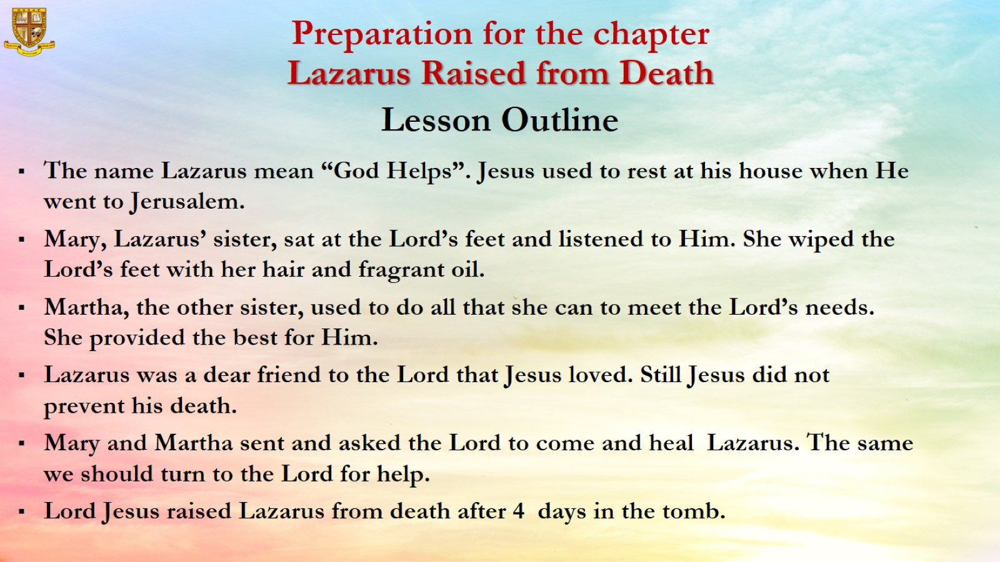 Preparation for the chapter
Lazarus Raised from Death
Lesson Outline
▪ The name Lazarus mean “God Helps”. Jesus used to rest at his house when He
went to Jerusalem.
▪ Mary, Lazarus’ sister, sat at the Lord’s feet and listened to Him. She wiped the
Lord’s feet with her hair and fragrant oil.
▪ Martha, the other sister, used to do all that she can to meet the Lord’s needs.
She provided the best for Him.
▪ Lazarus was a dear friend to the Lord that Jesus loved. Still Jesus did not
prevent his death.
▪ Mary and Martha sent and asked the Lord to come and heal  Lazarus. The same
we should turn to the Lord for help.
▪ Lord Jesus raised Lazarus from death after 4  days in the tomb.